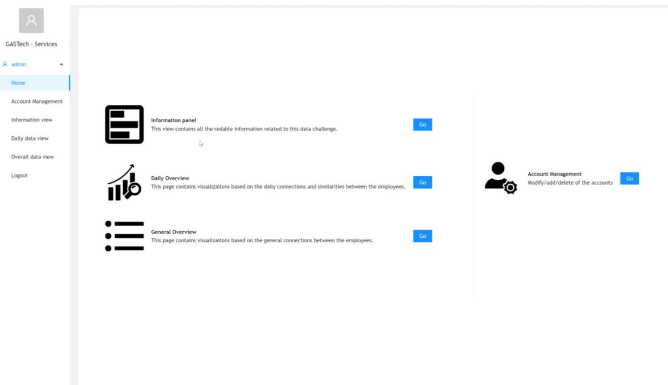 GASTech - Services
admin
Home
Account Management
Information view
Daily data view
Overall data view
Logout
Information panel
This view contains all the redable information related to this data challenge.
Go
Daily Overview
This page contains visualizaitons based on the daily connections and similarities between the employees.
Go
General Overview
This page contains visualizaitons based on the general connections between the employees.
Go
Account Management
Modify/add/delete of the accounts
Go